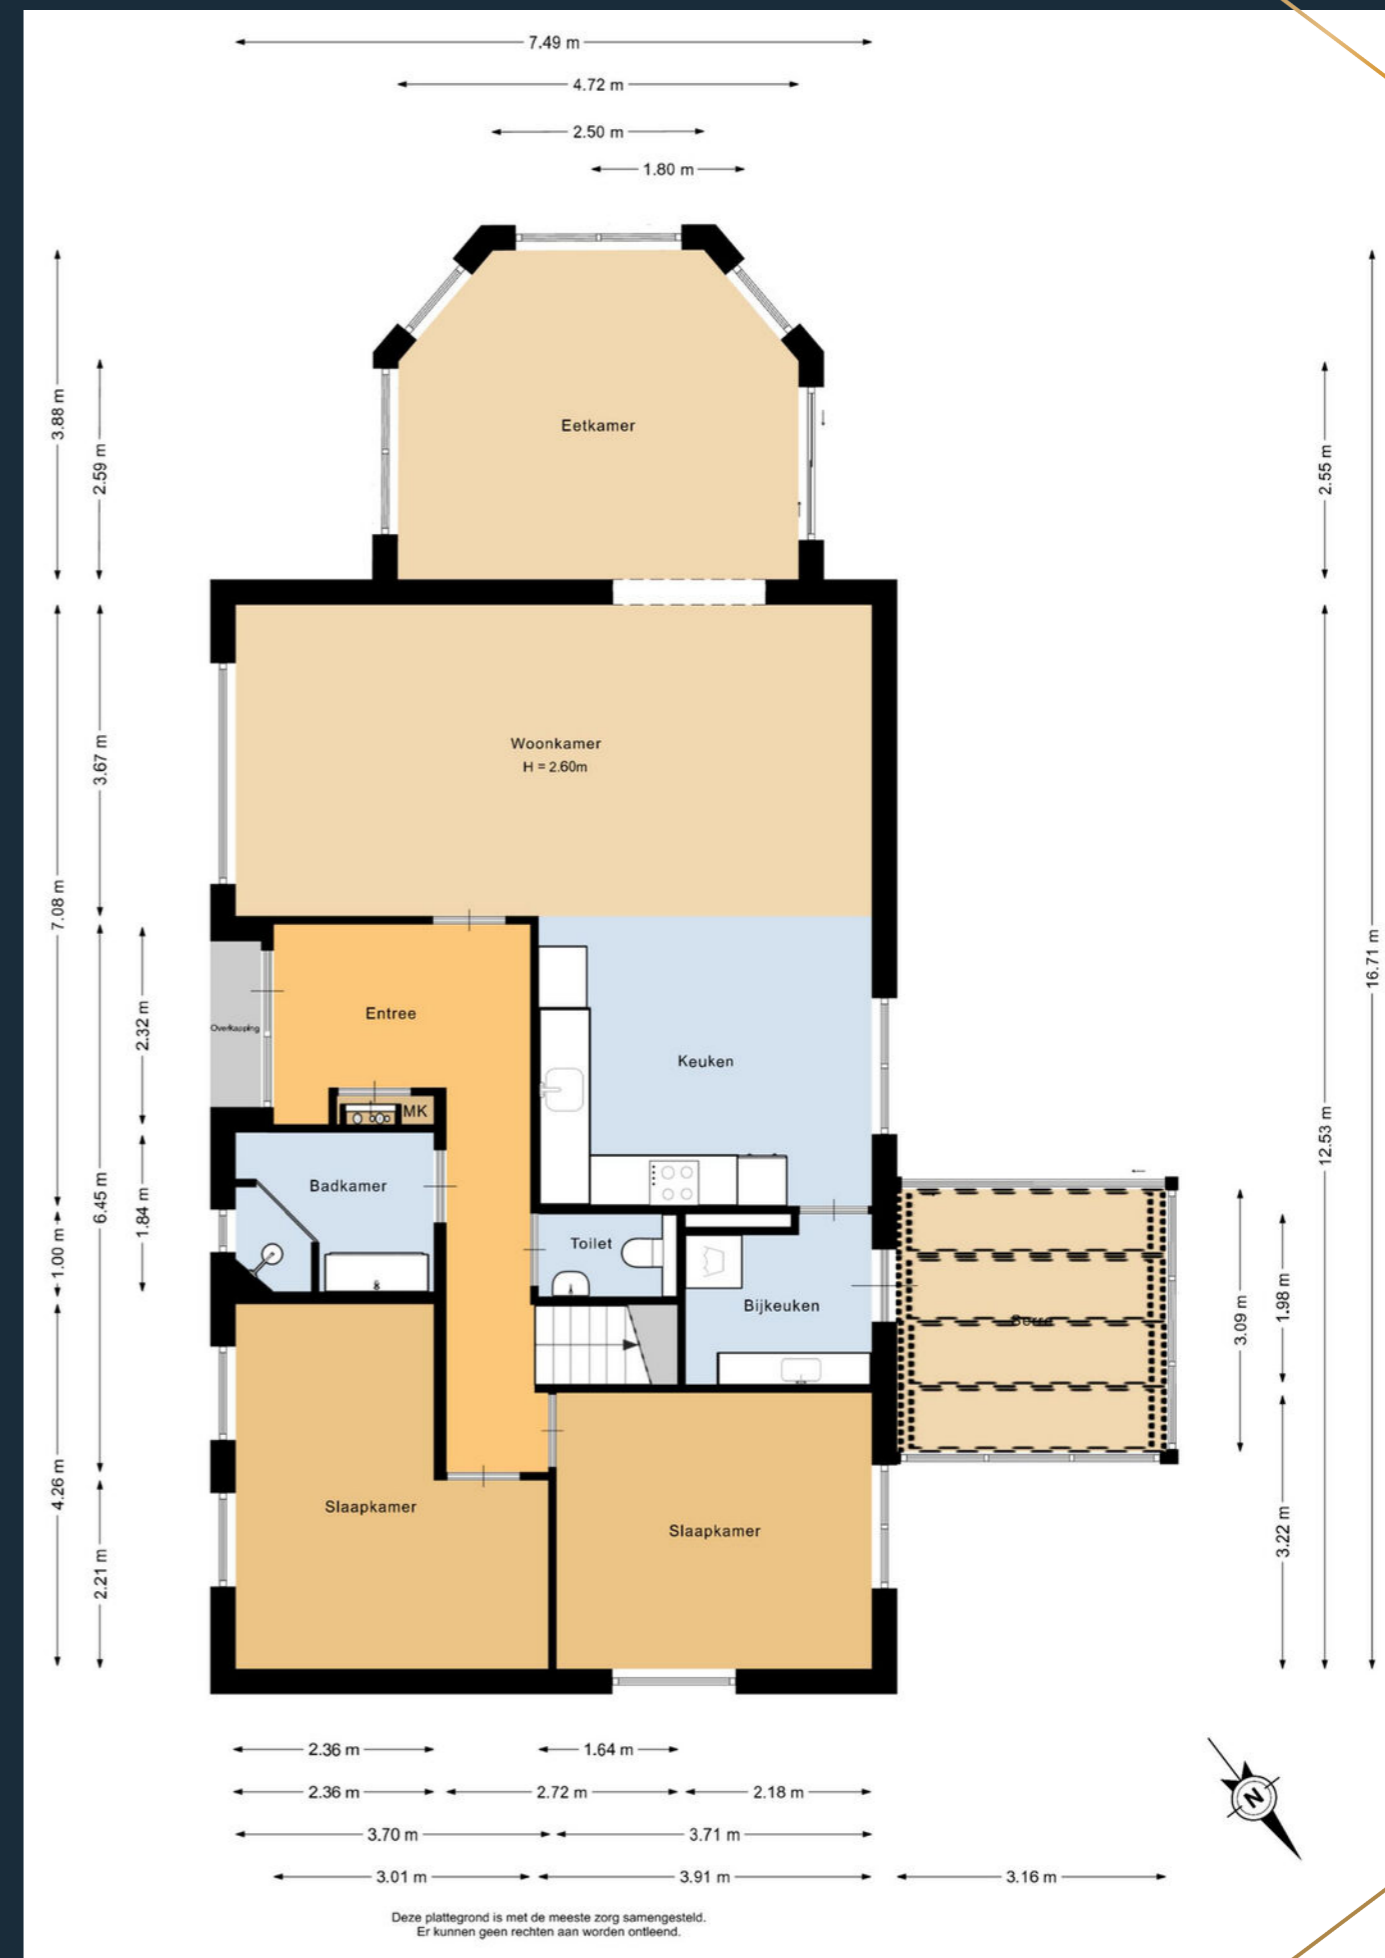 7.49 m
4.72 m
2.50 m
1.80 m
3.88 m
2.59 m
2.55 m
Eetkamer
16.71 m
7.08 m
3.67 m
Woonkamer
H = 2.60m
12.53 m
6.45 m
2.32 m
Overkapping
Entree
Keuken
MK
1.84 m
1.00 m
Badkamer
Toilet
Bijkeuken
Serre
3.09 m
1.98 m
4.26 m
2.21 m
Slaapkamer
Slaapkamer
3.22 m
2.36 m
1.64 m
2.36 m
2.72 m
2.18 m
3.70 m
3.71 m
3.01 m
3.91 m
3.16 m
N
Deze plattegrond is met de meeste zorg samengesteld.
Er kunnen geen rechten aan worden ontleend.